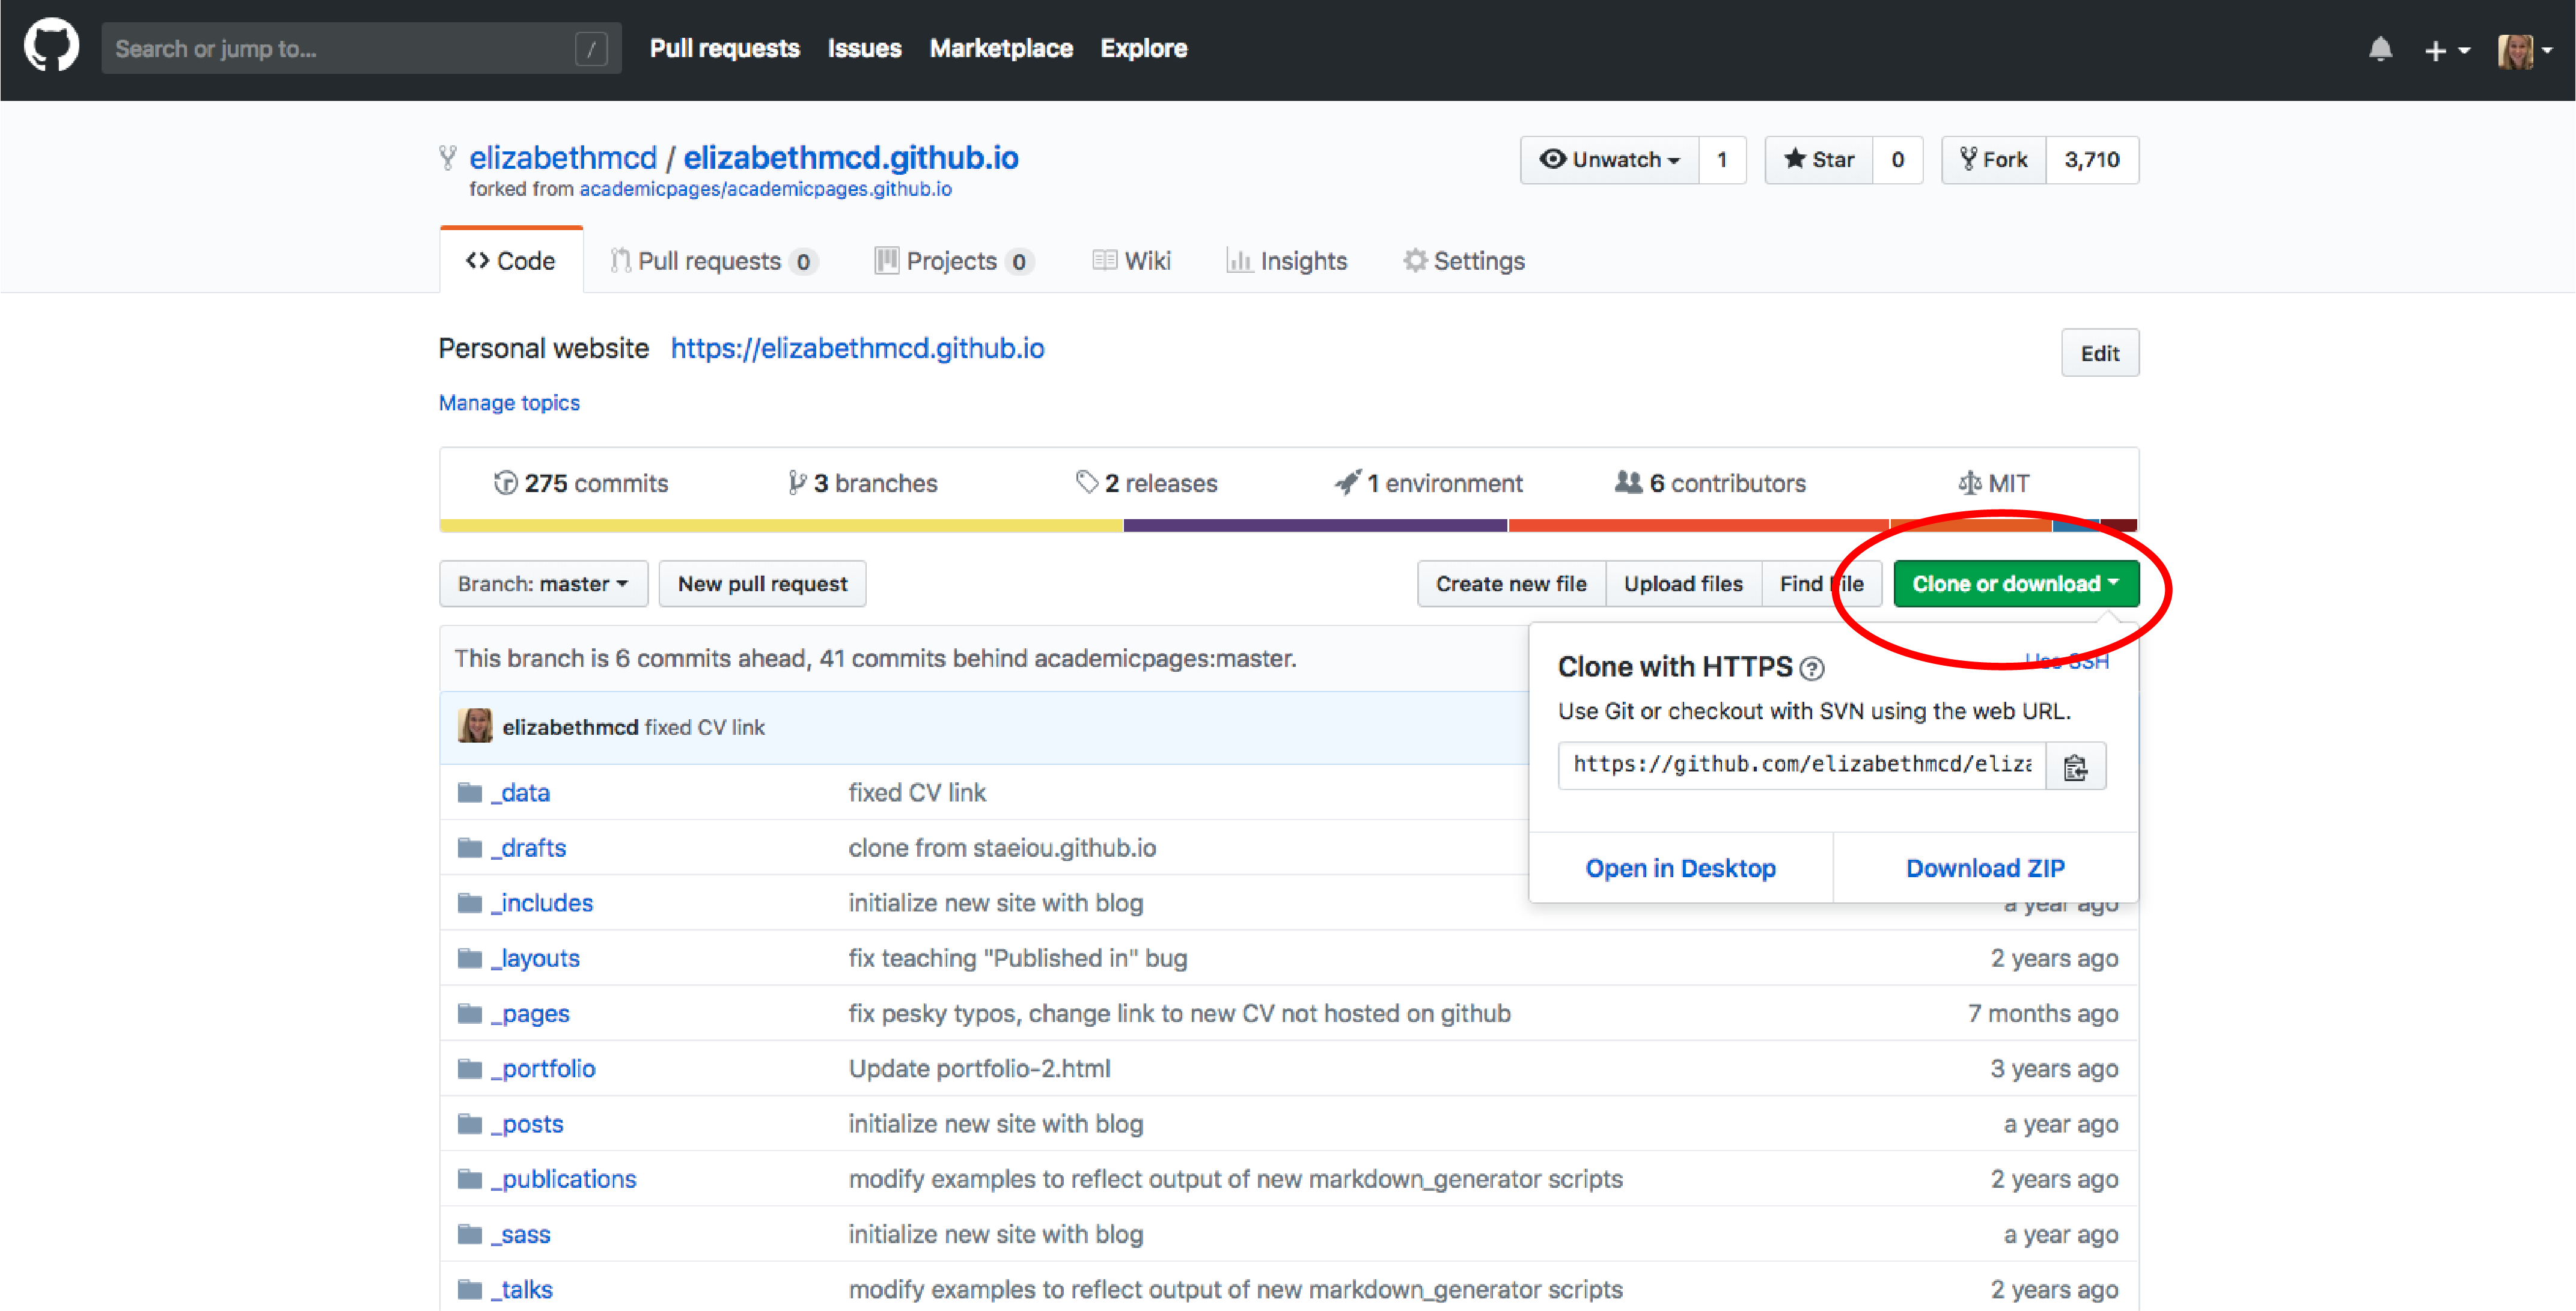 Search or jump to... /
Pull requests Issues Marketplace Explore
elizabethmcd / elizabethmcd.github.io
forked from academicpages/academicpages.github.io
Unwatch 1 Star 0 Fork 3,710
Code Pull requests 0 Projects 0 Wiki Insights Settings
Personal website https://elizabethmcd.github.io
Edit
Manage topics
275 commits 3 branches 2 releases 1 environment 6 contributors MIT
Branch: master New pull request Create new file Upload files Find file Clone or download
This branch is 6 commits ahead, 41 commits behind academicpages:master.
Clone with HTTPS ? Use SSH
Use Git or checkout with SVN using the web URL.
https://github.com/elizabethmcd/eliza
Open in Desktop Download ZIP
elizabethmcd fixed CV link
_data fixed CV link
_drafts clone from staeiou.github.io
_includes initialize new site with blog a year ago
_layouts fix teaching "Published in" bug 2 years ago
_pages fix pesky typos, change link to new CV not hosted on github 7 months ago
_portfolio Update portfolio-2.html 3 years ago
_posts initialize new site with blog a year ago
_publications modify examples to reflect output of new markdown_generator scripts 2 years ago
_sass initialize new site with blog a year ago
_talks modify examples to reflect output of new markdown_generator scripts 2 years ago